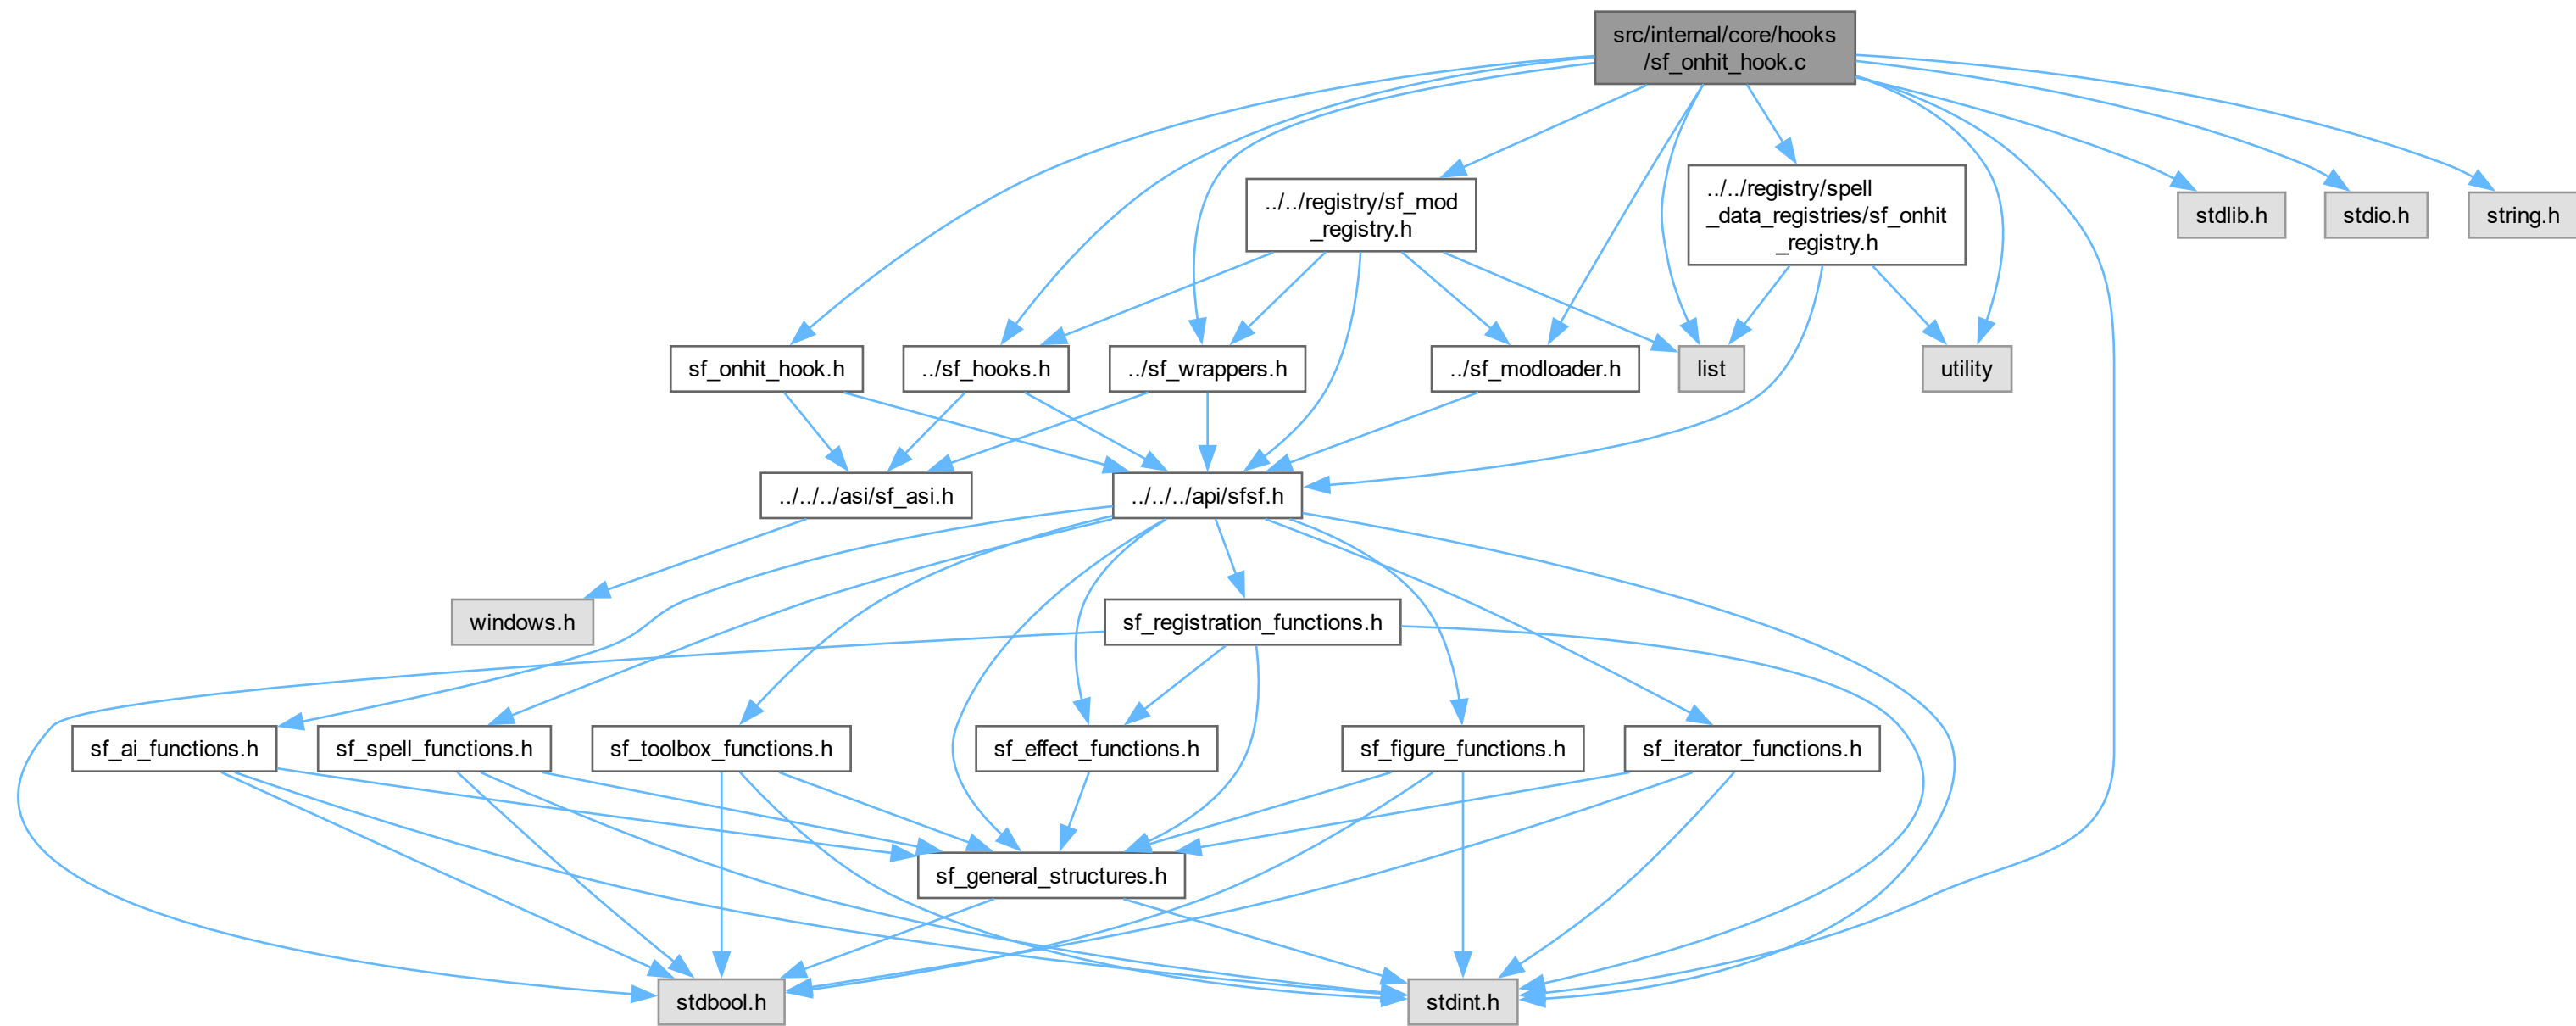 src/internal/core/hooks
/sf_onhit_hook.c
../../registry/sf_mod
_registry.h
../../registry/spell
_data_registries/sf_onhit
_registry.h
stdlib.h
stdio.h
string.h
sf_onhit_hook.h
../sf_hooks.h
../sf_wrappers.h
../sf_modloader.h
list
utility
../../../asi/sf_asi.h
../../../api/sfsf.h
windows.h
sf_registration_functions.h
sf_ai_functions.h
sf_spell_functions.h
sf_toolbox_functions.h
sf_effect_functions.h
sf_figure_functions.h
sf_iterator_functions.h
sf_general_structures.h
stdbool.h
stdint.h